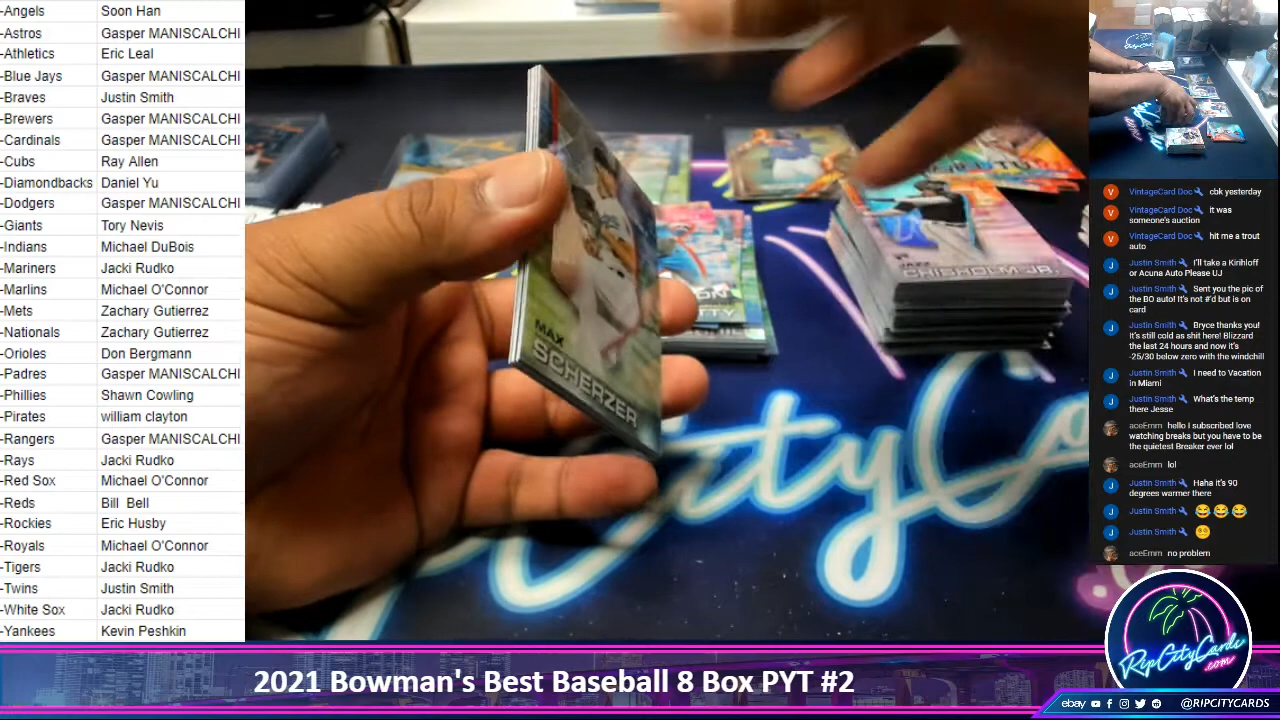 -Angels Soon Han
-Astros Gasper MANISCALCHI
-Athletics Eric Leal
-Blue Jays Gasper MANISCALCHI
-Braves Justin Smith
-Brewers Gasper MANISCALCHI
-Cardinals Gasper MANISCALCHI
-Cubs Ray Allen
-Diamondbacks Daniel Yu
-Dodgers Gasper MANISCALCHI
-Giants Tory Nevis
-Indians Michael DuBois
-Mariners Jacki Rudko
-Marlins Michael O'Connor
-Mets Zachary Gutierrez
-Nationals Zachary Gutierrez
-Orioles Don Bergmann
-Padres Gasper MANISCALCHI
-Phillies Shawn Cowling
-Pirates william clayton
-Rangers Gasper MANISCALCHI
-Rays Jacki Rudko
-Red Sox Michael O'Connor
-Reds Bill Bell
-Rockies Eric Husby
-Royals Michael O'Connor
-Tigers Jacki Rudko
-Twins Justin Smith
-White Sox Jacki Rudko
-Yankees Kevin Peshkin
MAX
SCHERZER
JAZZ
CHISHOLM JR.
ityC
VintageCard Doc cbk yesterday
VintageCard Doc it was
someone's auction
VintageCard Doc hit me a trout
auto
Justin Smith I'll take a Kirihloff
or Acuna Auto Please UJ
Justin Smith Sent you the pic of
the BO auto! It's not #'d but is on
card
Justin Smith Bryce thanks you!
it's still cold as shit here! Blizzard
the last 24 hours and now it's
-25/30 below zero with the windchill
Justin Smith I need to Vacation
in Miami
Justin Smith What's the temp
there Jesse
aceEmm hello I subscribed love
watching breaks but you have to be
the quietest Breaker ever lol
aceEmm lol
Justin Smith Haha it's 90
degrees warmer there
Justin Smith 😂😂😂
Justin Smith
aceEmm no problem
2021 Bowman's Best Baseball 8 Box PYT #2
RipCityCards
.com
ebay @RIPCITYCARDS